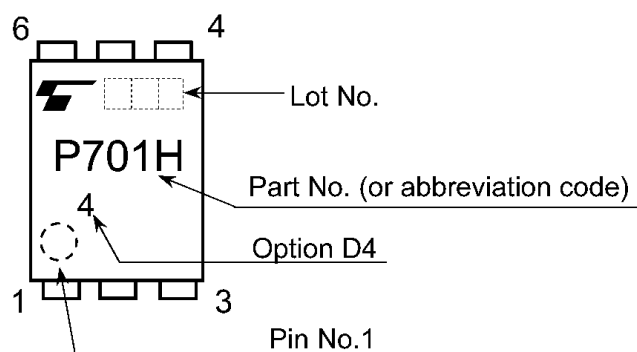 6 4
Lot No.
P701H
Part No. (or abbreviation code)
4
Option D4
1 3
Pin No.1